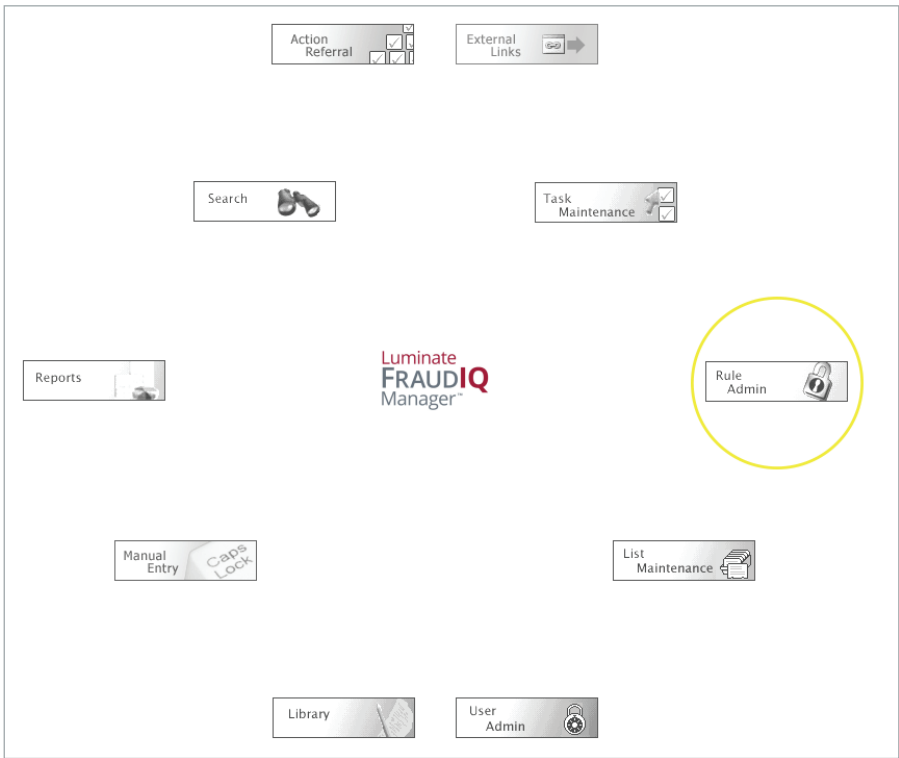 Action
Referral
External
Links
Search
Task
Maintenance
Reports
Luminate
FRAUDIQ
Manager™
Rule
Admin
Manual
Entry
Caps
Lock
List
Maintenance
Library
User
Admin